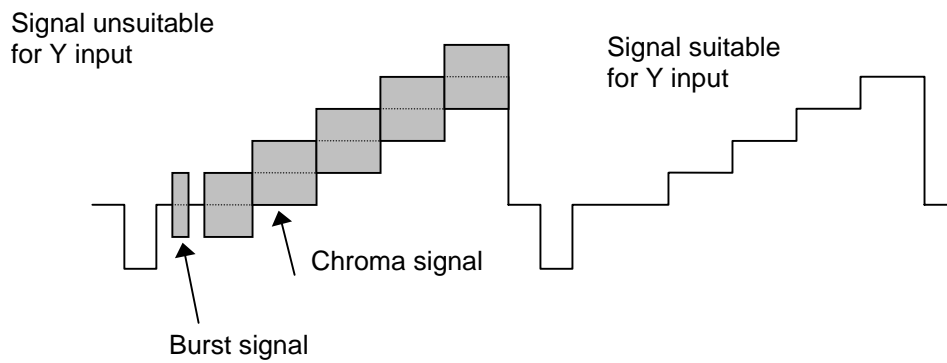 Signal unsuitable
for Y input
Signal suitable
for Y input
Chroma signal
Burst signal